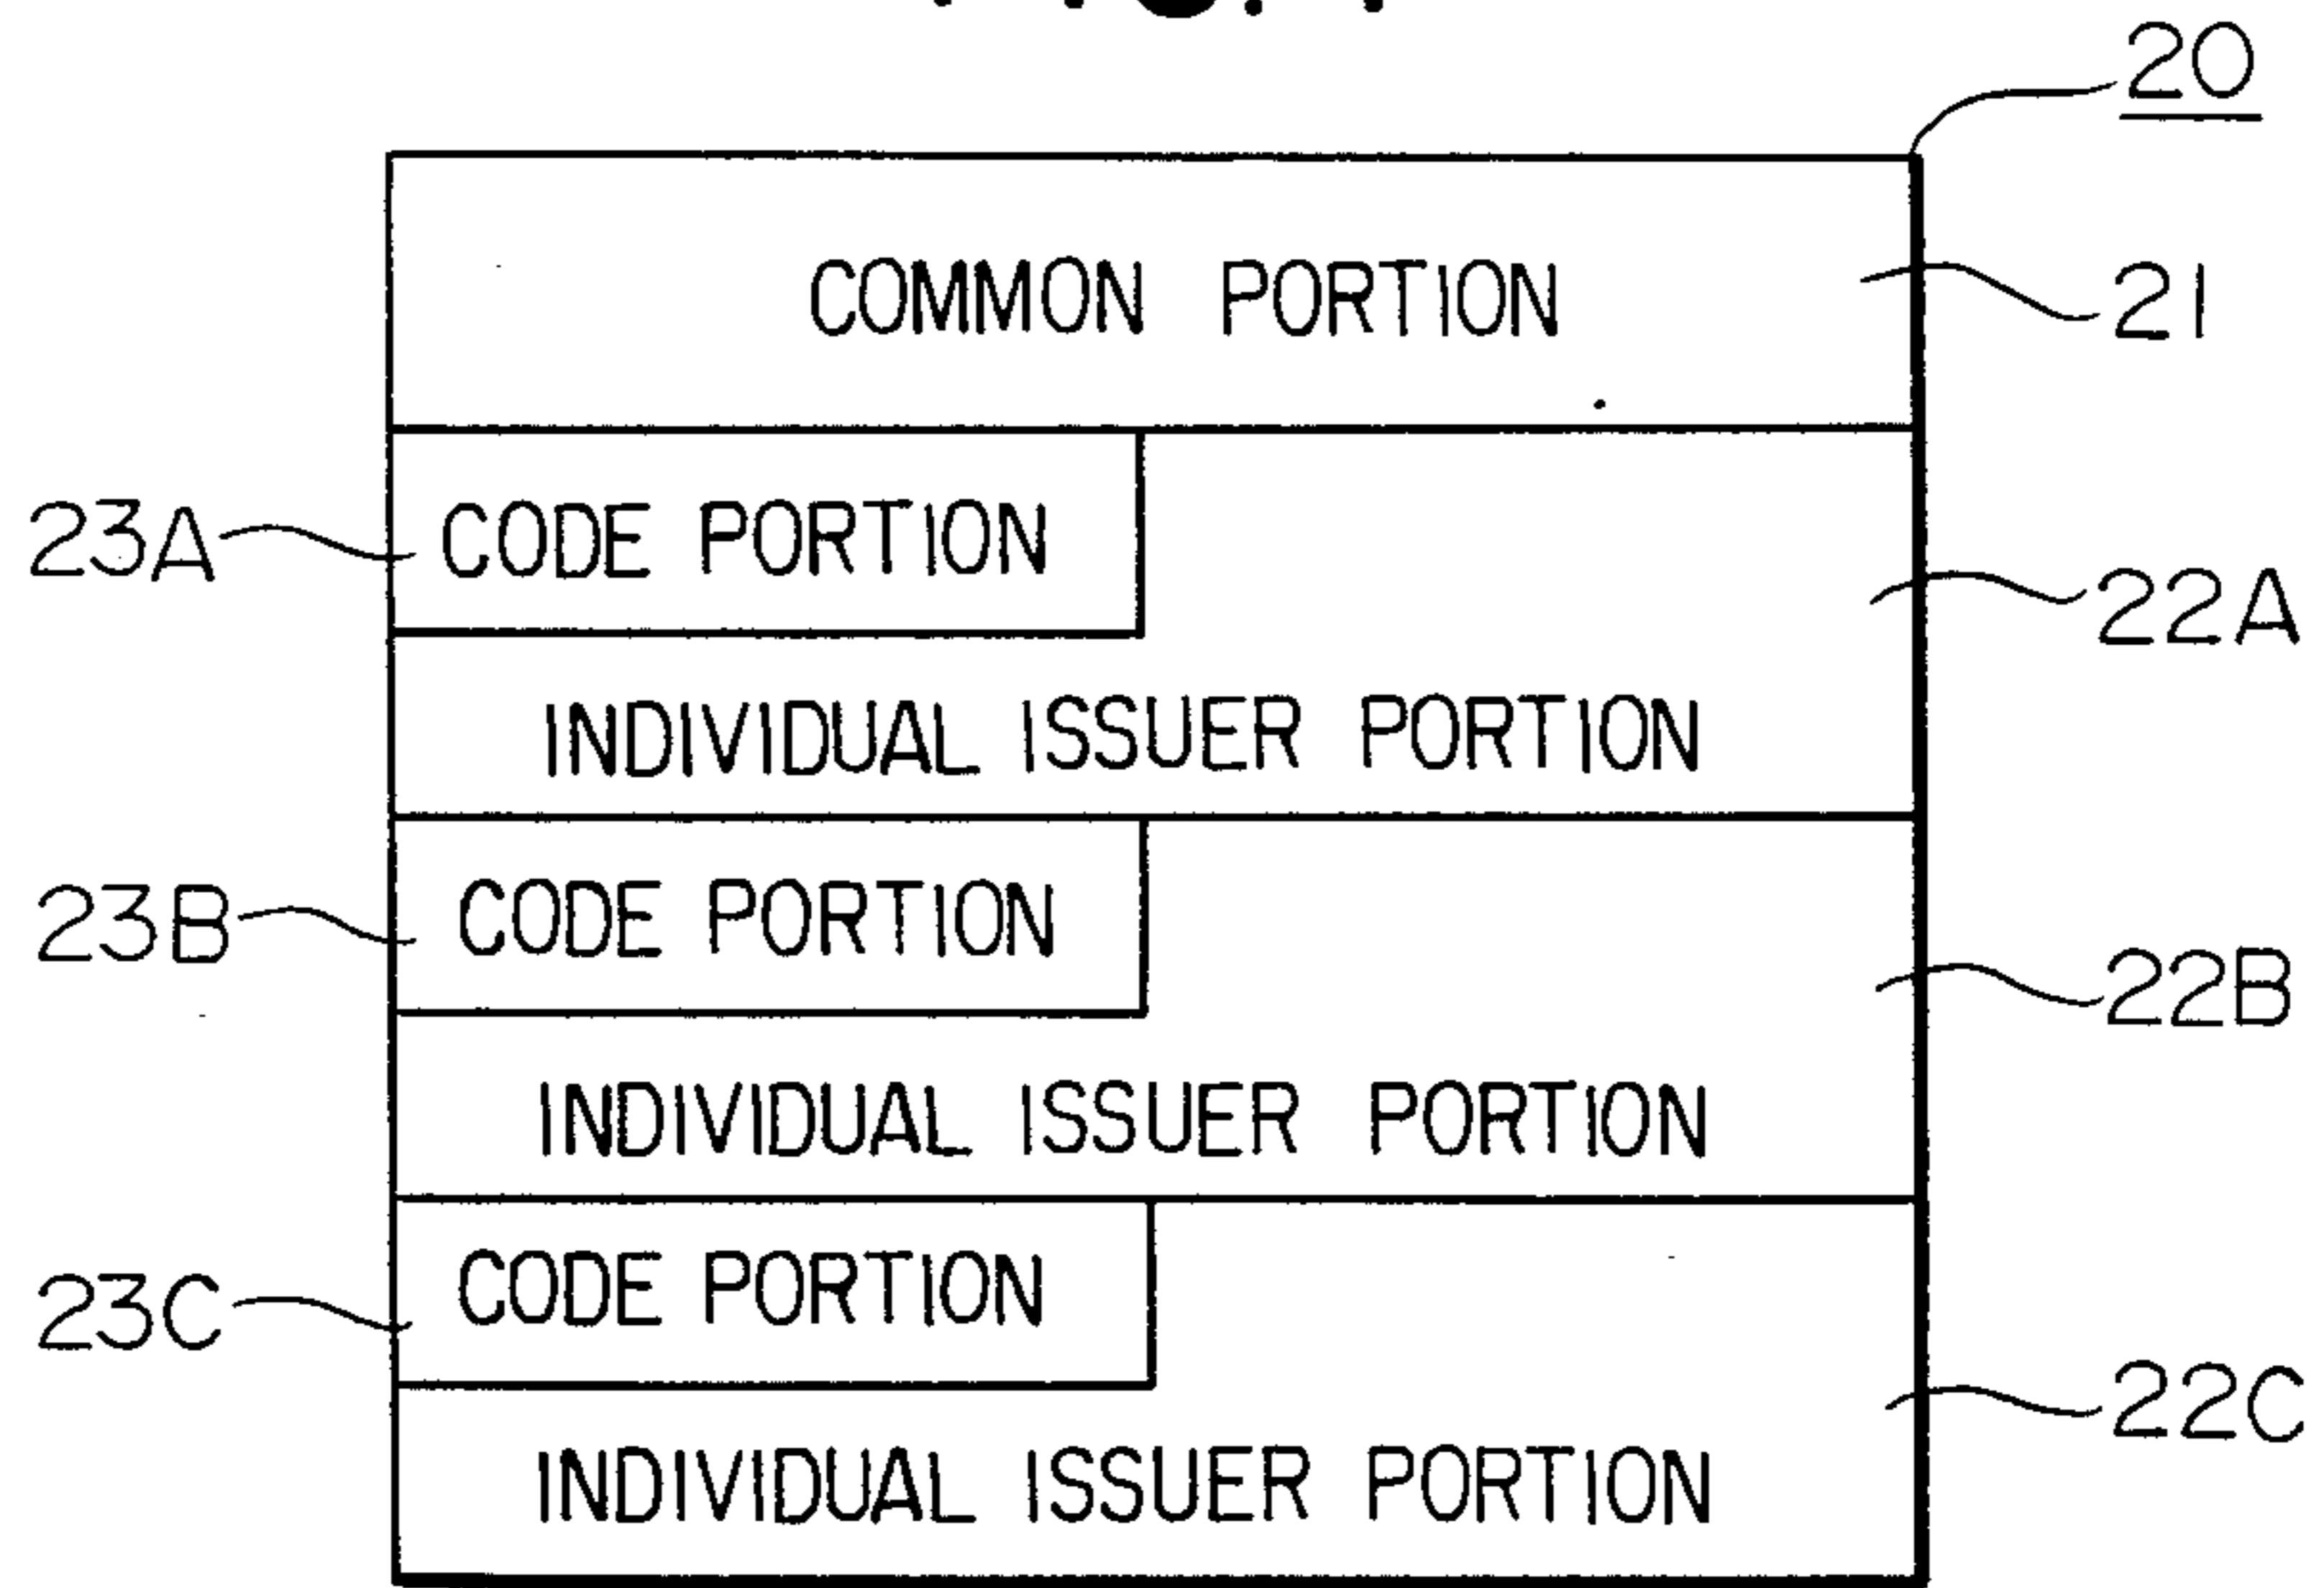 20
COMMON PORTION
21
23A
CODE PORTION
22A
INDIVIDUAL ISSUER PORTION
23B
CODE PORTION
22B
INDIVIDUAL ISSUER PORTION
23C
CODE PORTION
22C
INDIVIDUAL ISSUER PORTION